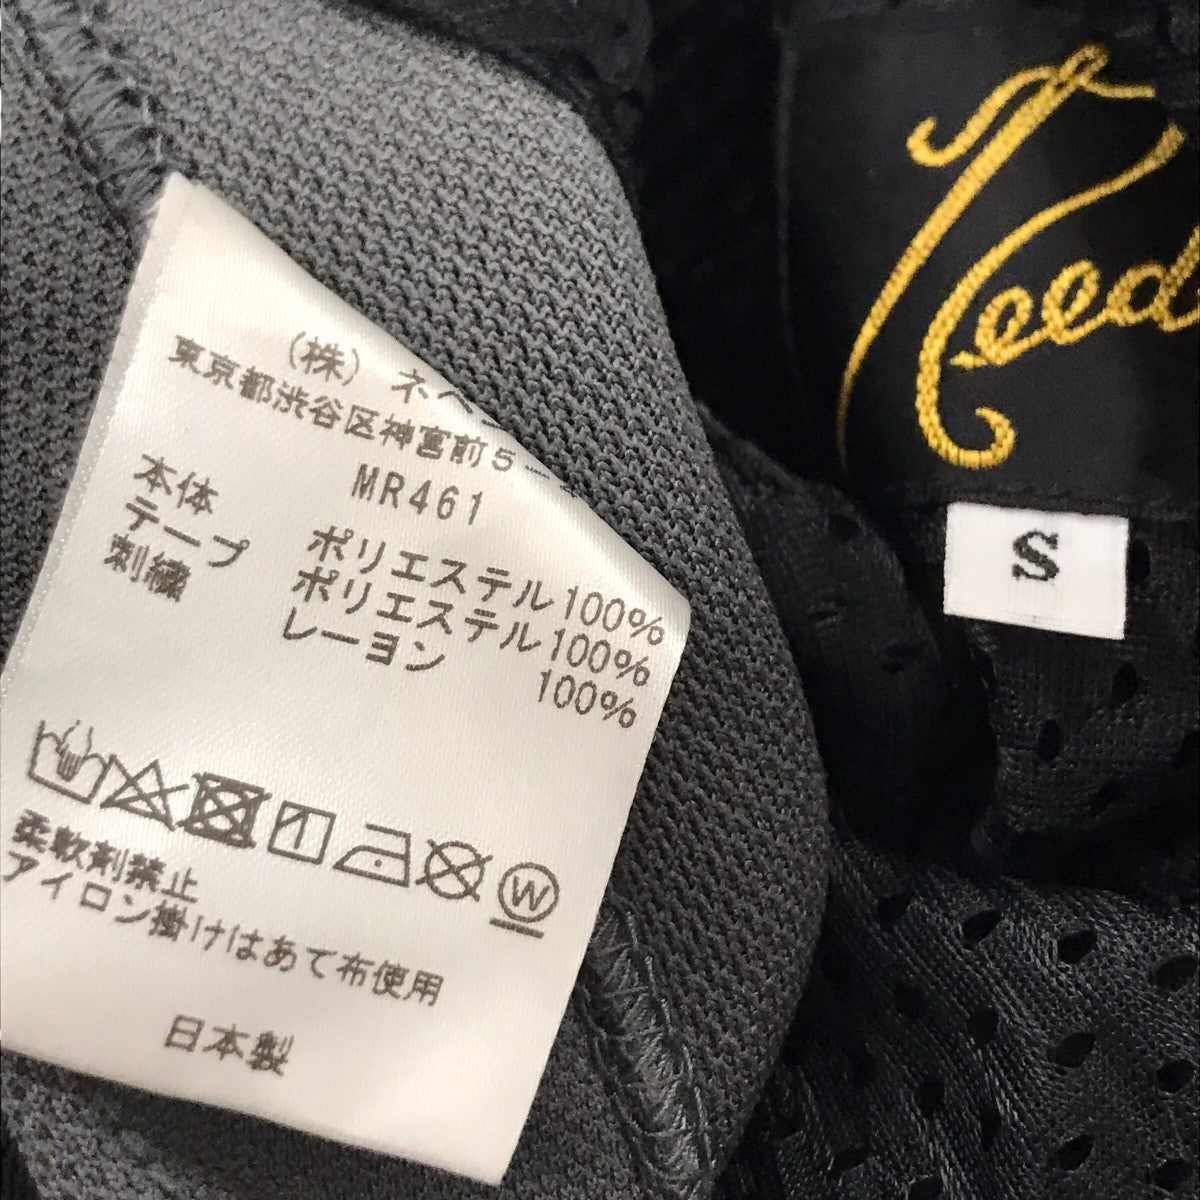 Need
S
(株) ネペ
東京都渋谷区神宮前5
MR461
本体 ポリエステル100%
テープ ポリエステル100%
刺繍 レーヨン 100%
W
柔軟剤禁止
アイロン掛けはあて布使用
日本製